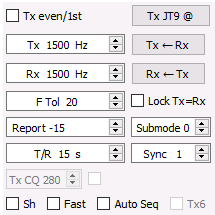 Tx even/1st Tx JT9 @
Tx 1500 Hz Tx ← Rx
Rx 1500 Hz Rx ← Tx
F Tol 20 Lock Tx=Rx
Report -15 Submode 0
T/R 15 s Sync 1
Tx CQ 280
Sh Fast Auto Seq Tx6